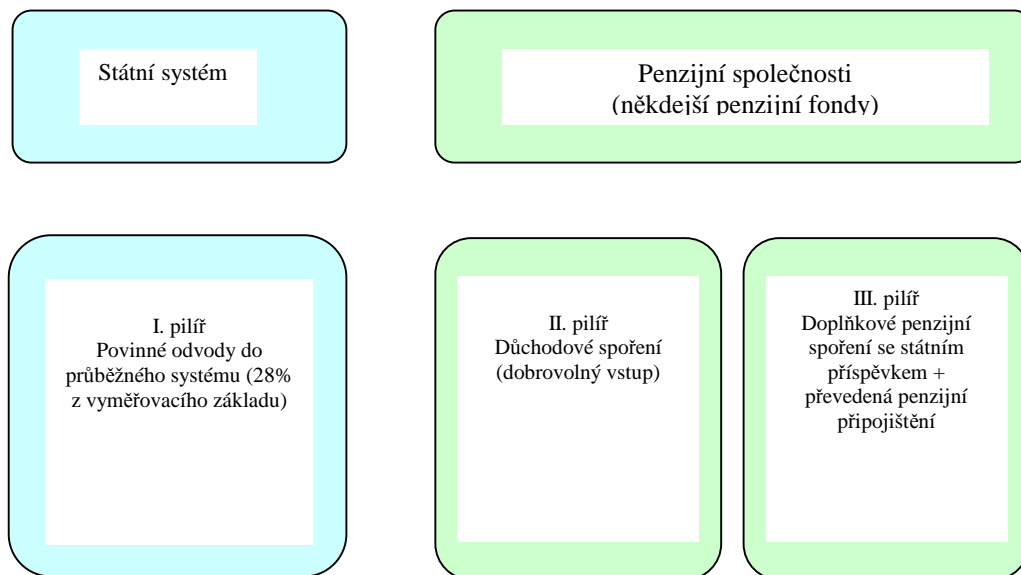 Státní systém
Penzijní společnosti
(někdejší penzijní fondy)
I. pilíř
Povinné odvody do
průběžného systému (28%
z vyměřovacího základu)
II. pilíř
Důchodové spoření
(dobrovolný vstup)
III. pilíř
Doplňkové penzijní
spoření se státním
příspěvkem +
převedená penzijní
připojištění